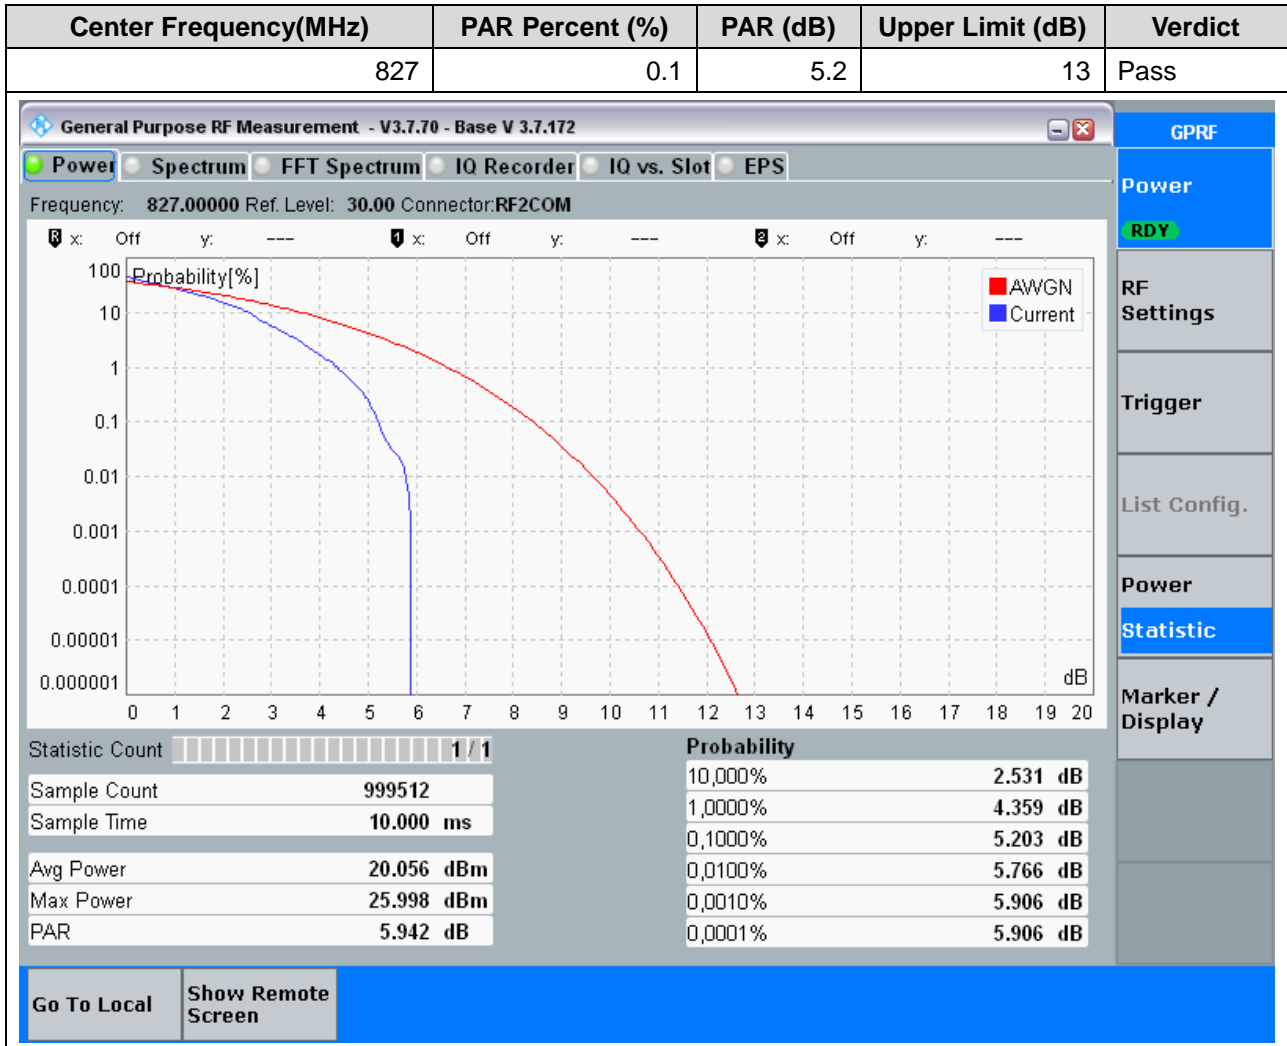 Center Frequency(MHz) PAR Percent (%) PAR (dB) Upper Limit (dB) Verdict
827 0.1 5.2 13 Pass
General Purpose RF Measurement - V3.7.70 - Base V 3.7.172
GPRF
Power Spectrum FFT Spectrum IQ Recorder IQ vs. Slot EPS
Frequency: 827.00000 Ref. Level: 30.00 Connector:RF2COM
R x: Off y: --- 1 x: Off y: --- 2 x: Off y: ---
Power
RDY
RF
Settings
Trigger
List Config.
Power
Statistic
Marker /
Display
Probability[%]
AWGN
Current
100
10
1
0.1
0.01
0.001
0.0001
0.00001
0.000001
dB
0 1 2 3 4 5 6 7 8 9 10 11 12 13 14 15 16 17 18 19 20
Statistic Count 1 / 1
Sample Count 999512
Sample Time 10.000 ms
Avg Power 20.056 dBm
Max Power 25.998 dBm
PAR 5.942 dB
Probability
10,000% 2.531 dB
1,0000% 4.359 dB
0,1000% 5.203 dB
0,0100% 5.766 dB
0,0010% 5.906 dB
0,0001% 5.906 dB
Go To Local
Show Remote
Screen